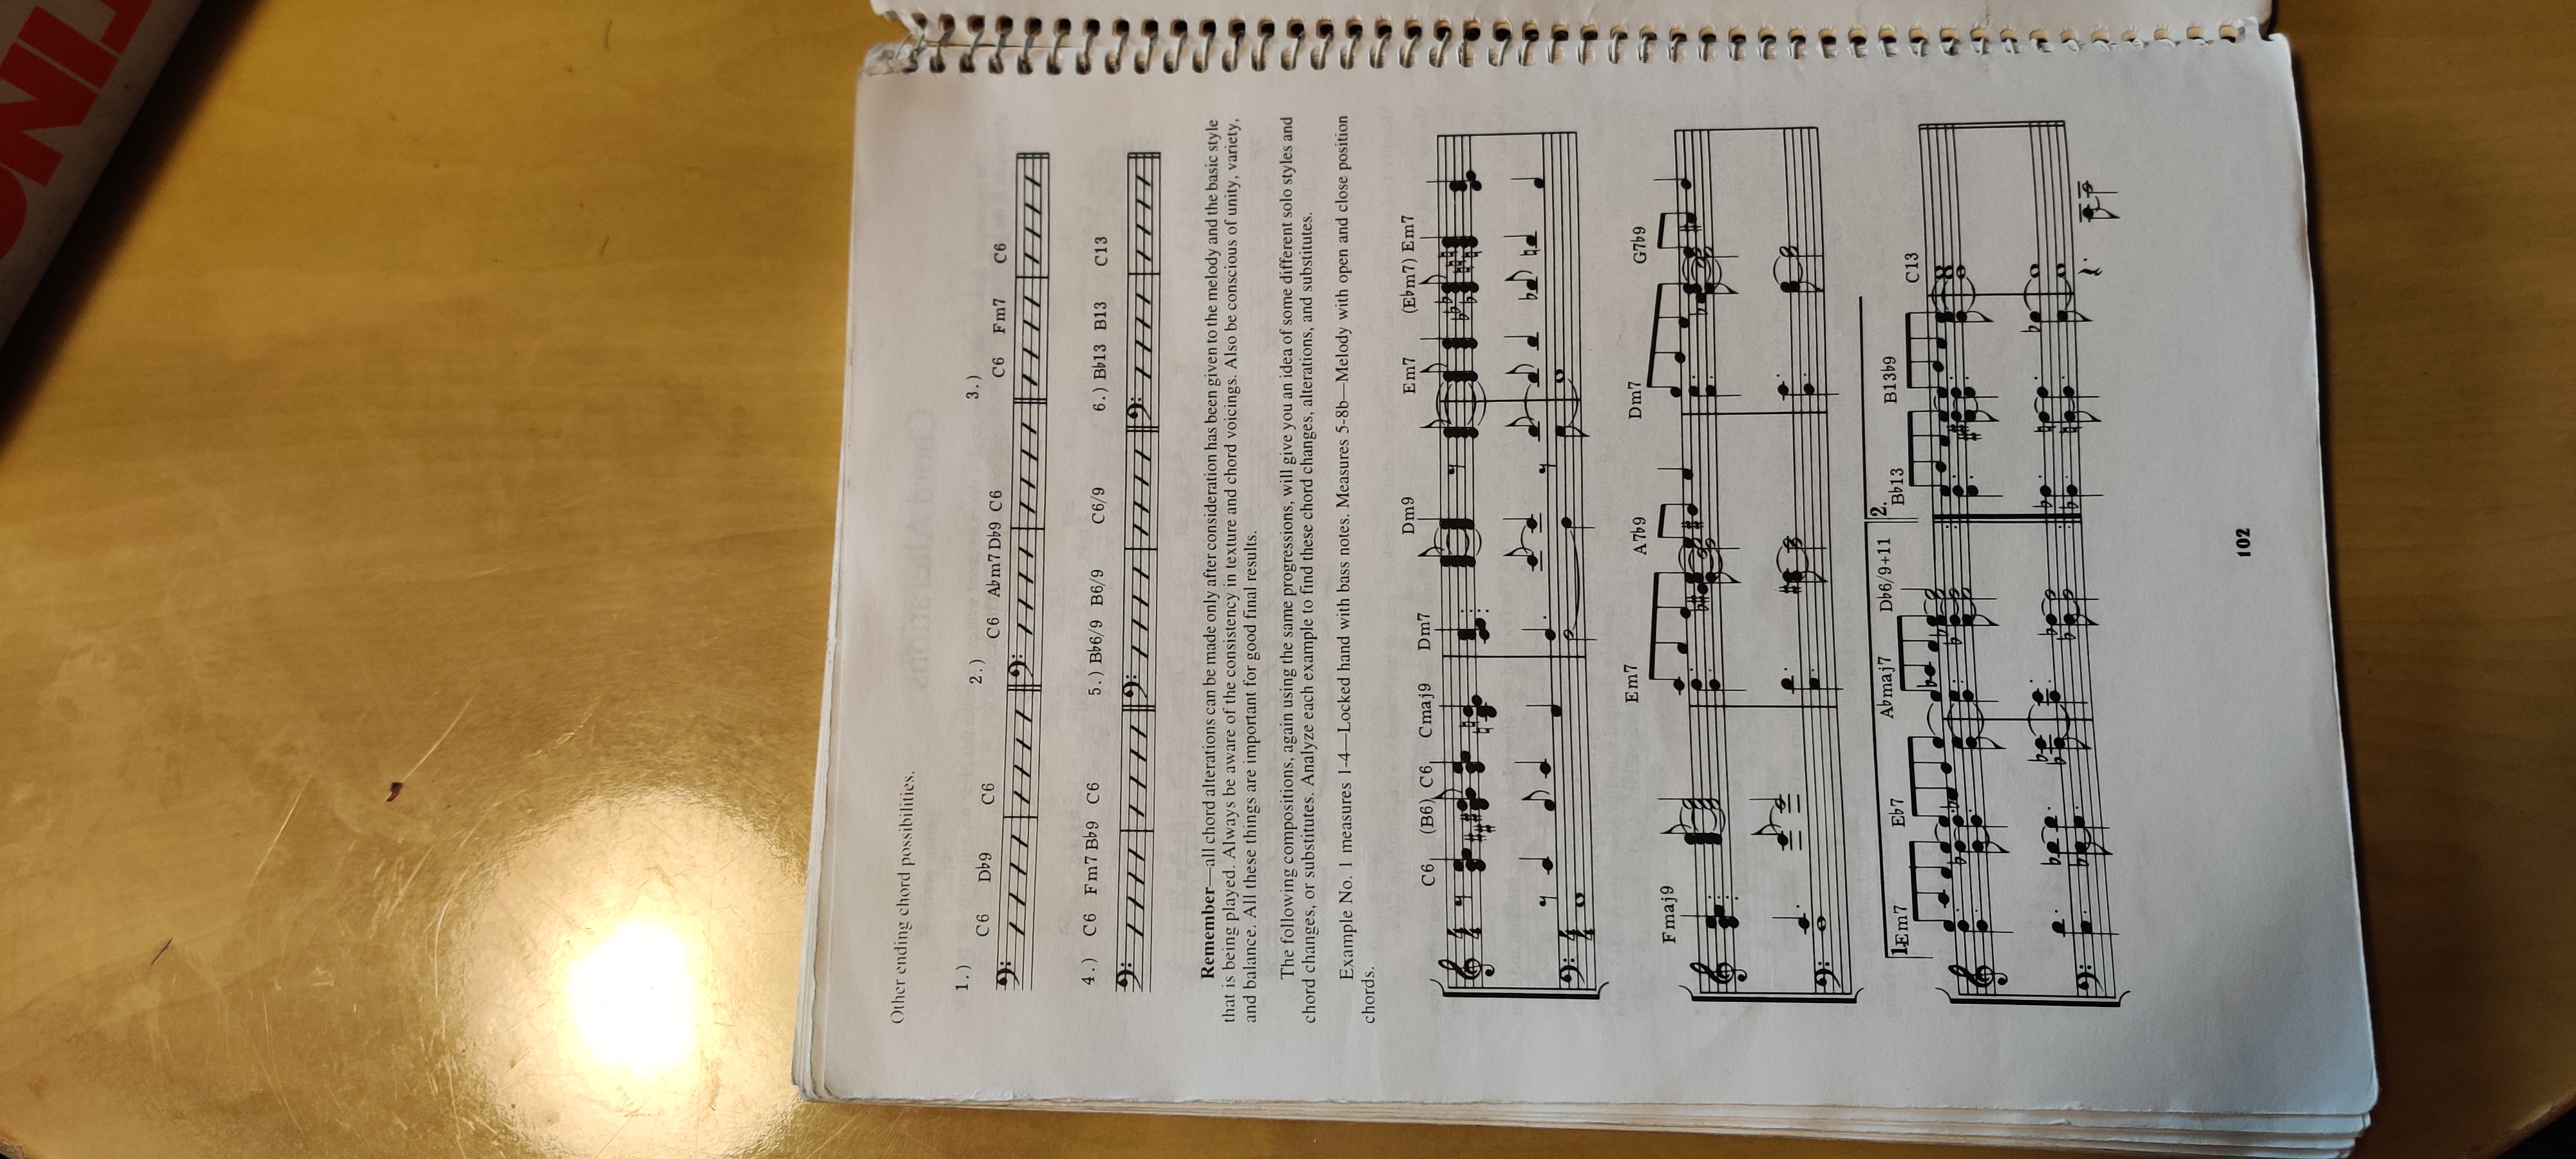 Other ending chord possibilities.
1.) C6 D♭9 C6 2.) C6 A♭m7 D♭9 C6 3.) C6 Fm7 C6
4.) C6 Fm7 B♭9 C6 5.) B♭6/9 B6/9 C6/9 6.) B♭13 B13 C13
Remember—all chord alterations can be made only after consideration has been given to the melody and the basic style
that is being played. Always be aware of the consistency in texture and chord voicings. Also be conscious of unity, variety,
and balance. All these things are important for good final results.
The following compositions, again using the same progressions, will give you an idea of some different solo styles and
chord changes, or substitutes. Analyze each example to find these chord changes, alterations, and substitutes.
Example No. 1 measures 1-4—Locked hand with bass notes. Measures 5-8b—Melody with open and close position
chords.
C6 (B6) C6 Cmaj9 Dm7 Dm9 Em7 (E♭m7) Em7
4 4
4 4
Fmaj9 Em7 A7♭9 Dm7 G7♭9
1. Em7 E♭7 A♭maj7 D♭6/9+11 2. B♭13 B13♭9 C13
102
TING